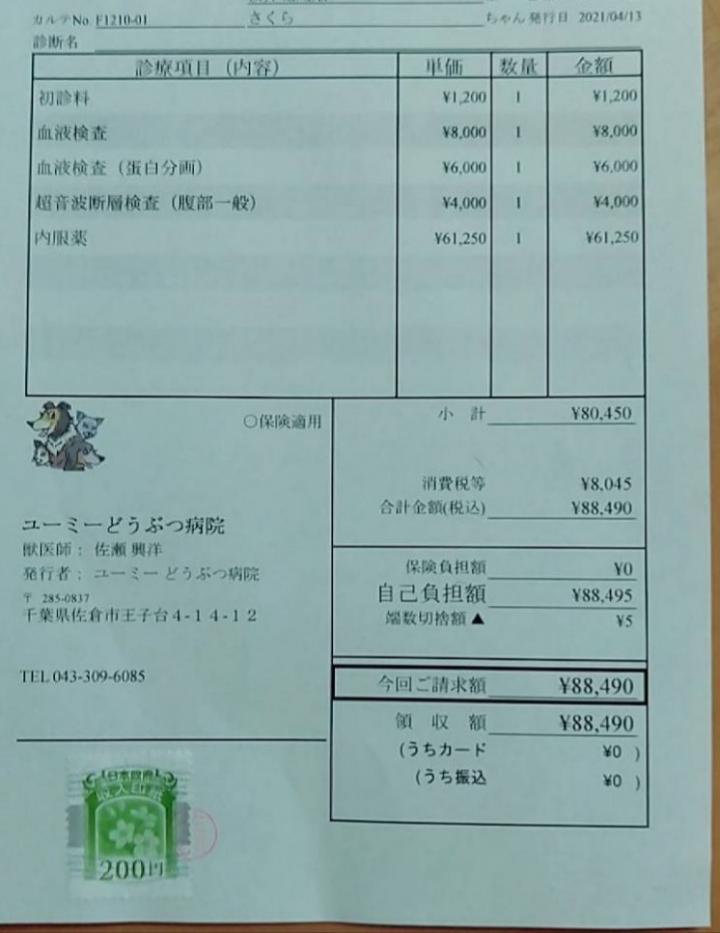 カルテNo F1210-01 さくら ちゃん 発行日 2021/04/13
診断名
診療項目（内容） 単価 数量 金額
初診料 ¥1,200 1 ¥1,200
血液検査 ¥8,000 1 ¥8,000
血液検査（蛋白分画） ¥6,000 1 ¥6,000
超音波断層検査（腹部一般） ¥4,000 1 ¥4,000
内服薬 ¥61,250 1 ¥61,250
〇保険適用
小 計 ¥80,450
消費税等 ¥8,045
合計金額(税込) ¥88,490
ユーミーどうぶつ病院
獣医師： 佐瀬 興洋
発行者： ユーミー どうぶつ病院
〒 285-0837
千葉県佐倉市王子台４-１４-１２
TEL 043-309-6085
保険負担額 ¥0
自己負担額 ¥88,495
端数切捨額 ▲ ¥5
今回ご請求額 ¥88,490
領 収 額 ¥88,490
(うちカード ¥0 )
(うち振込 ¥0 )
日本政府
収入印紙
200円